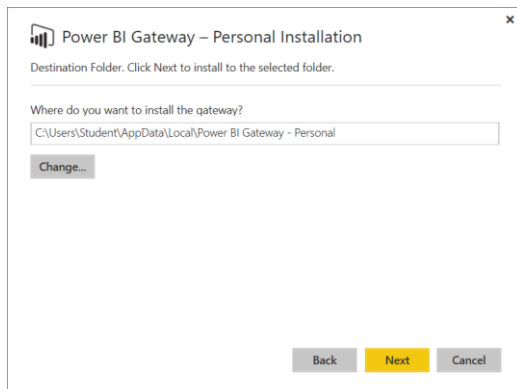 ×
Power BI Gateway – Personal Installation
Destination Folder. Click Next to install to the selected folder.
Where do you want to install the gateway?
C:\Users\Student\AppData\Local\Power BI Gateway - Personal
Change...
Back Next Cancel